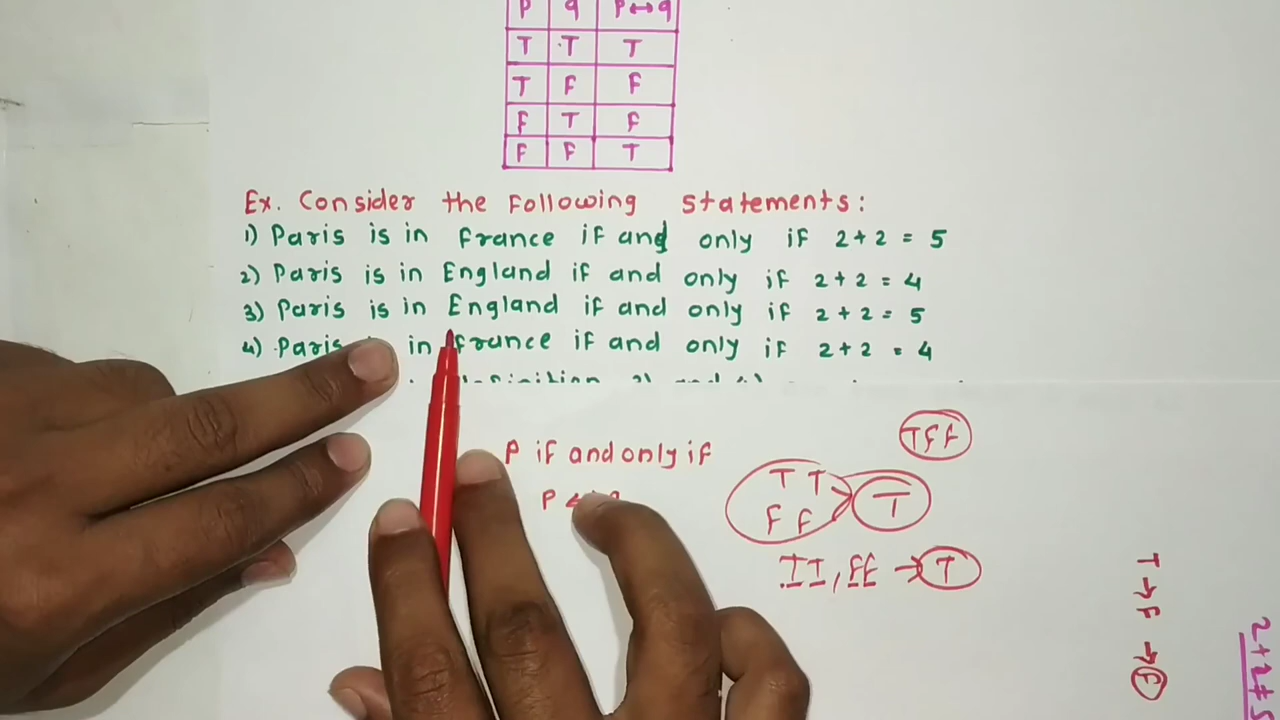 P q P↔q
T T T
T F F
F T F
F F T
Ex. Consider the following statements:
1) Paris is in france if and only if 2+2 = 5
2) Paris is in England if and only if 2+2 = 4
3) Paris is in England if and only if 2+2 = 5
4) Paris in france if and only if 2+2 = 4
P if and only if
P
TFF
T T
F F
T
TT, FF → T
T → F → F
2+2≠5